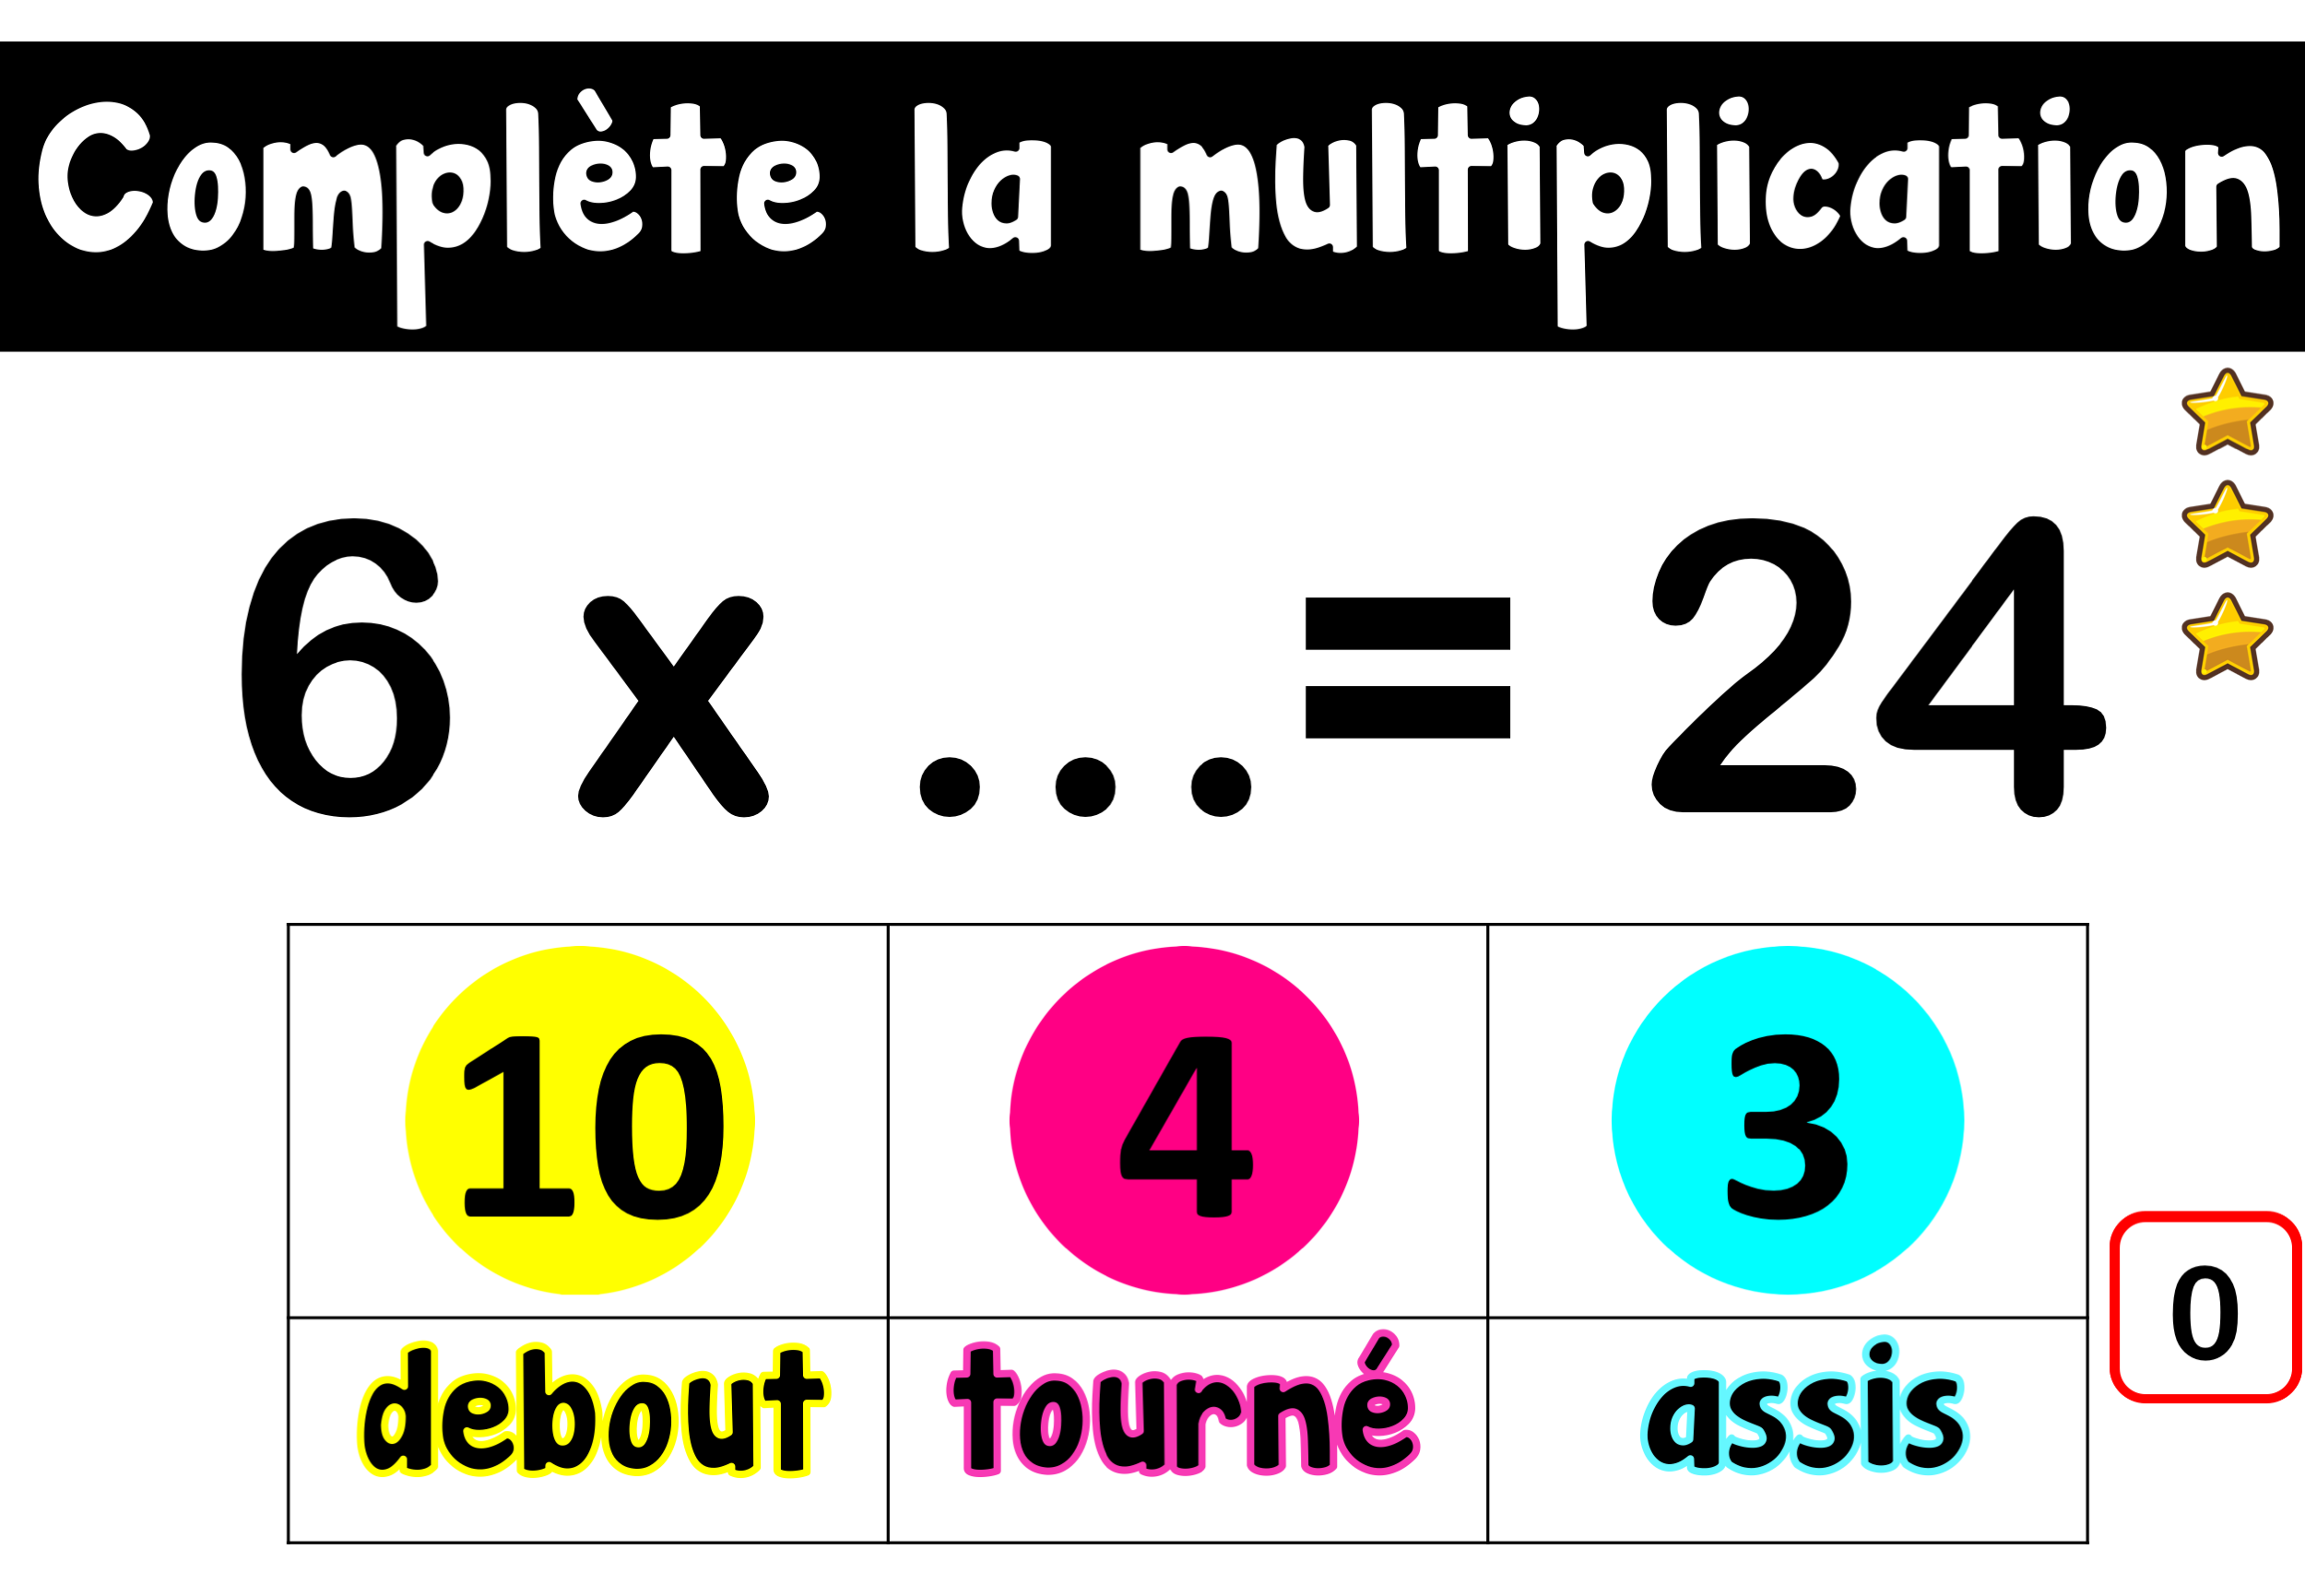 Complète la multiplication
6 x ... = 24
10 4 3
0
debout tourné assis